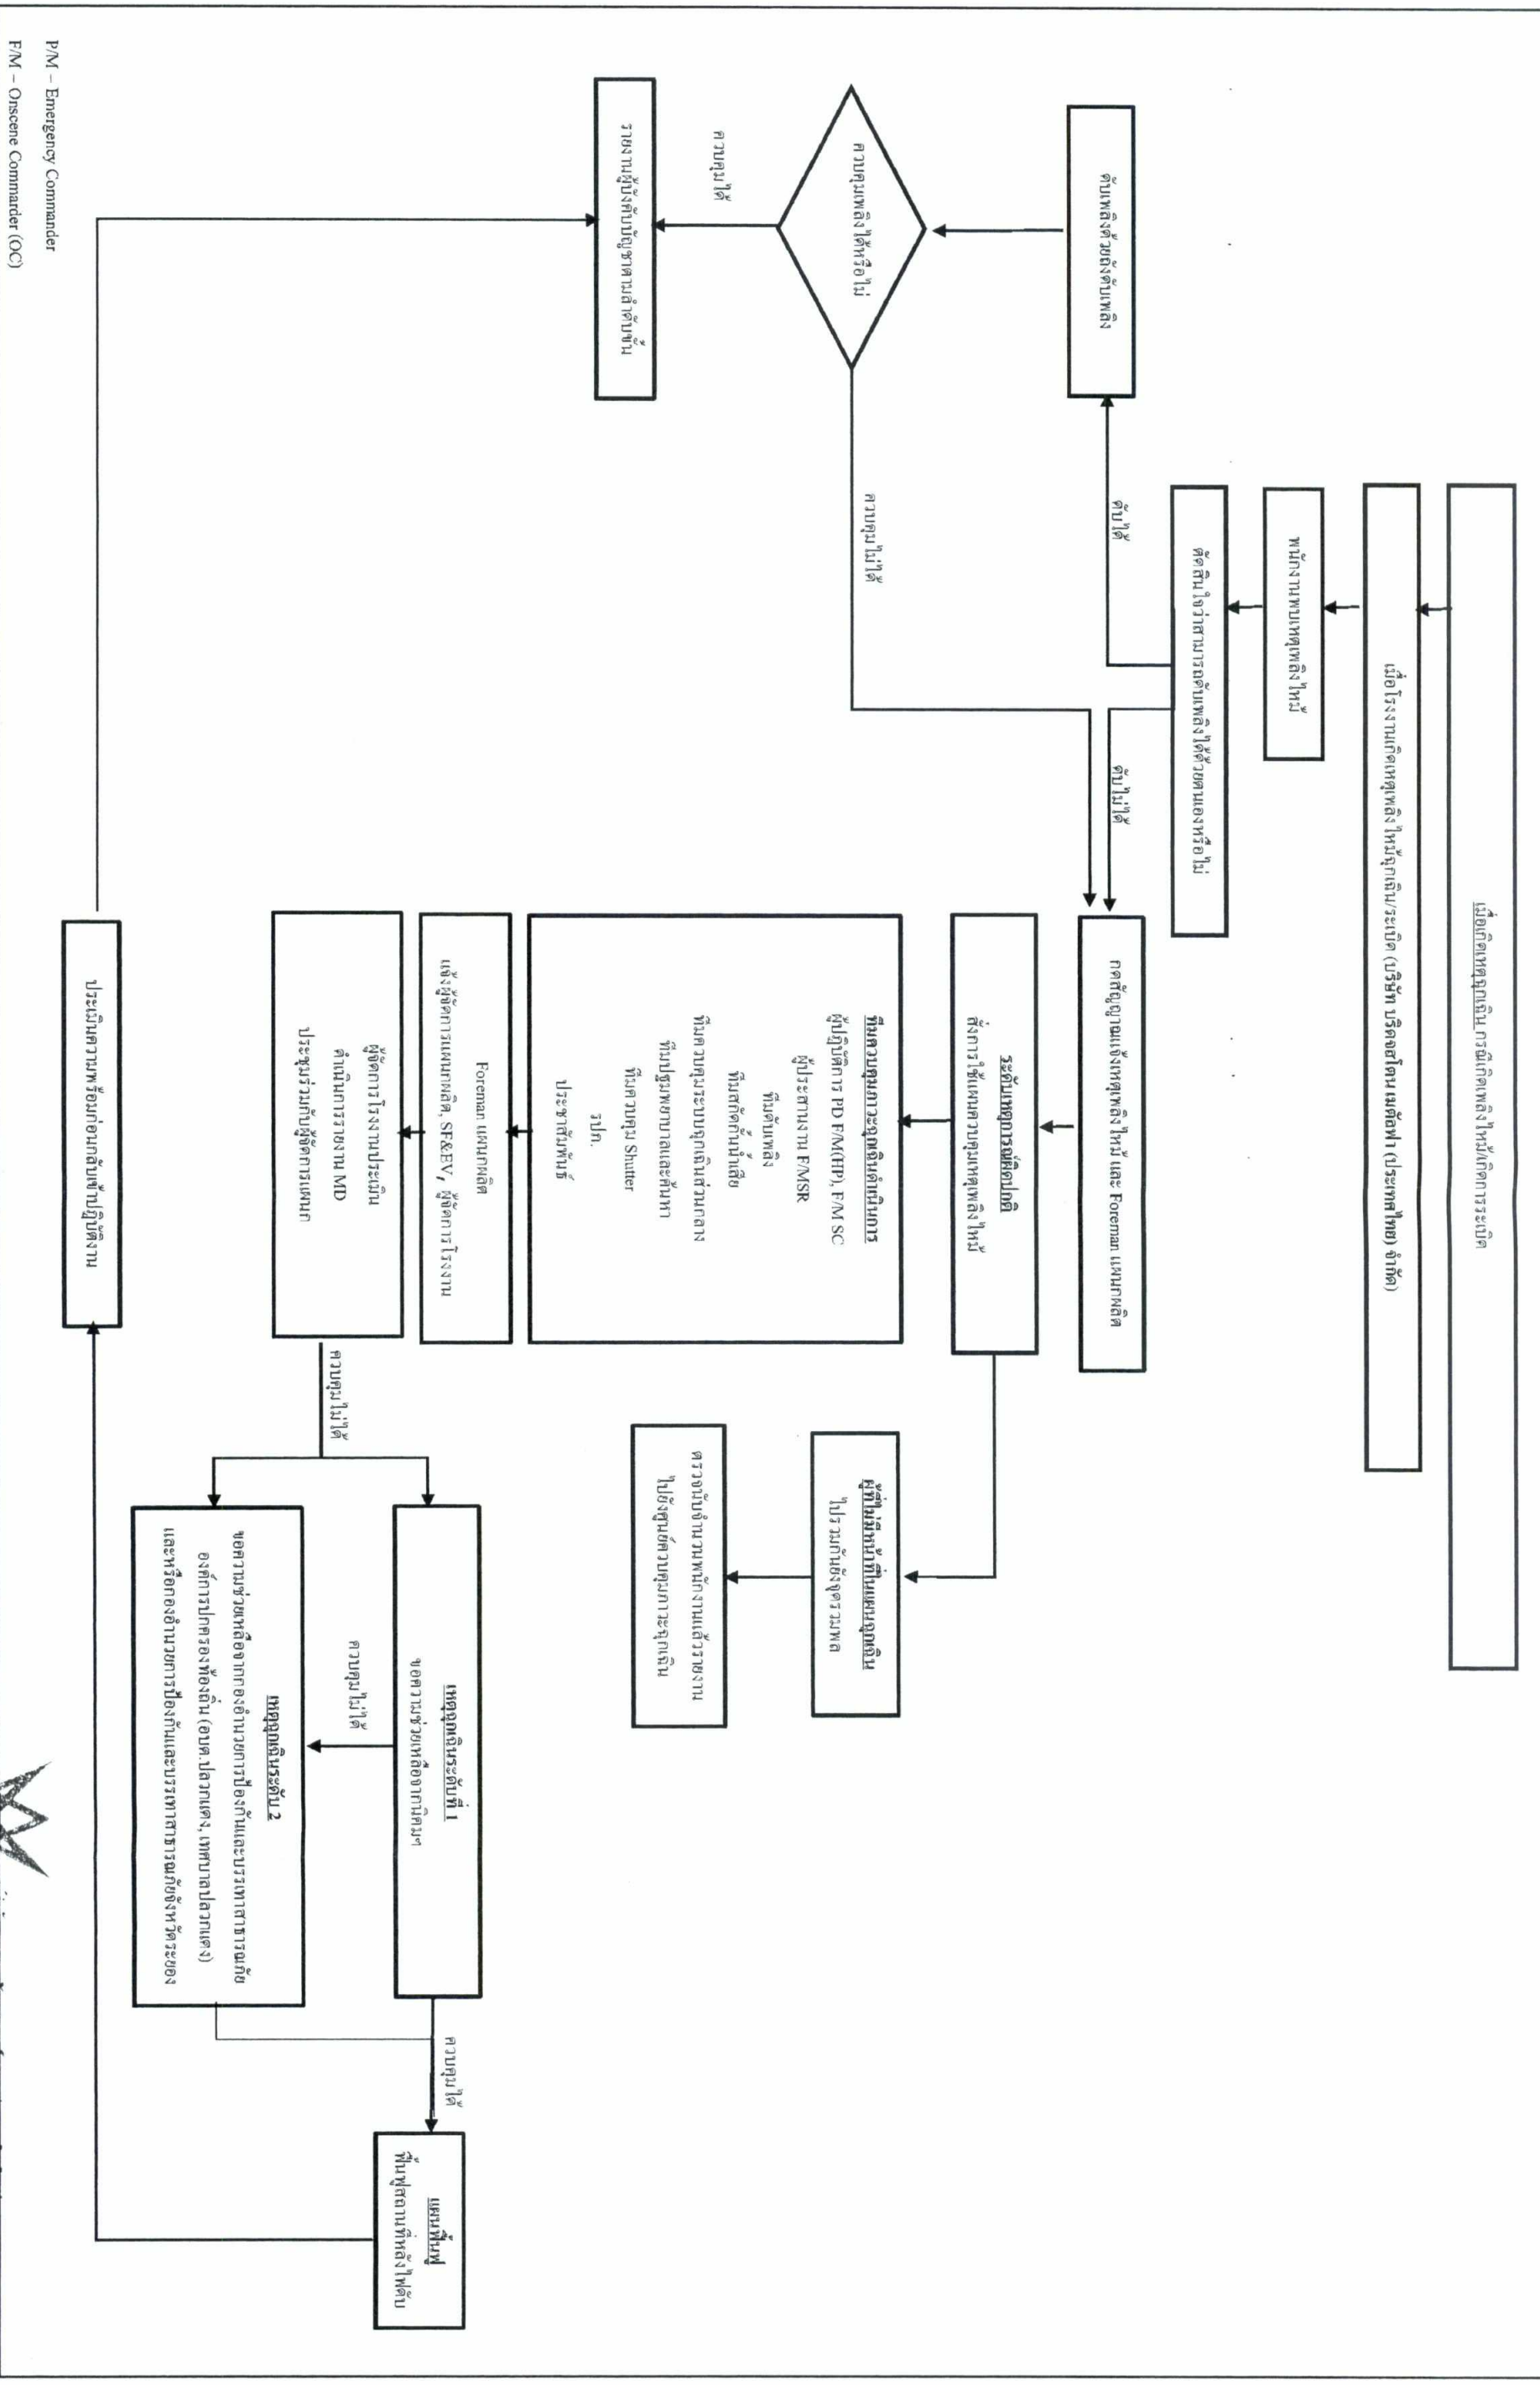 เมื่อเกิดเหตุฉุกเฉิน กรณีเกิดเพลิงไหม้/เกิดการระเบิด
เมื่อโรงงานเกิดเหตุเพลิงไหม้ฉุกเฉิน/ระเบิด (บริษัท บริดจสโตน เมตัลฟา (ประเทศไทย) จำกัด)
พนักงานพบเหตุเพลิงไหม้
ตัดสินใจว่าสามารถดับเพลิงได้ด้วยตนเองหรือไม่
ดับได้
ดับไม่ได้
ดับเพลิงด้วยถังดับเพลิง
กดสัญญาณแจ้งเหตุเพลิงไหม้ และ Foreman แผนกผลิต
ควบคุมเพลิงได้หรือไม่
ควบคุมไม่ได้
ควบคุมได้
รายงานผู้บังคับบัญชาตามลำดับชั้น
ระดับเหตุการณ์ผิดปกติ
สั่งการใช้แผนควบคุมเหตุเพลิงไหม้
ทีมควบคุมภาวะฉุกเฉินดำเนินการ
ผู้ปฏิบัติการ PD F/M(HP), F/M SC
ผู้ประสานงาน F/MSR
ทีมดับเพลิง
ทีมสกัดกั้นน้ำเสีย
ทีมควบคุมระบบฉุกเฉินส่วนกลาง
ทีมปฐมพยาบาลและค้นหา
ทีมควบคุม Shutter
รปภ.
ประชาสัมพันธ์
ผู้ที่ไม่มีหน้าที่ในแผนฉุกเฉิน
ไปรวมกันยังจุดรวมพล
ตรวจนับจำนวนพนักงานแล้วรายงาน
ไปยังศูนย์ควบคุมภาวะฉุกเฉิน
Foreman แผนกผลิต
แจ้งผู้จัดการแผนกผลิต, SF&EV, ผู้จัดการโรงงาน
ผู้จัดการโรงงานประเมิน
ดำเนินการรายงาน MD
ประชุมร่วมกับผู้จัดการแผนก
ควบคุมไม่ได้
เหตุฉุกเฉินระดับที่ 1
ขอความช่วยเหลือจากนิคมฯ
ควบคุมไม่ได้
ควบคุมได้
เหตุฉุกเฉินระดับ 2
ขอความช่วยเหลือจากกองอำนวยการป้องกันและบรรเทาสาธารณภัย
องค์การปกครองท้องถิ่น (อบต.ปลวกแดง, เทศบาลปลวกแดง)
และหรือกองอำนวยการป้องกันและบรรเทาสาธารณภัยจังหวัดระยอง
แผนฟื้นฟู
ฟื้นฟูสถานที่หลังไฟดับ
ประเมินความพร้อมก่อนกลับเข้าปฏิบัติงาน
P/M – Emergency Commander
F/M – Onscene Commarder (OC)